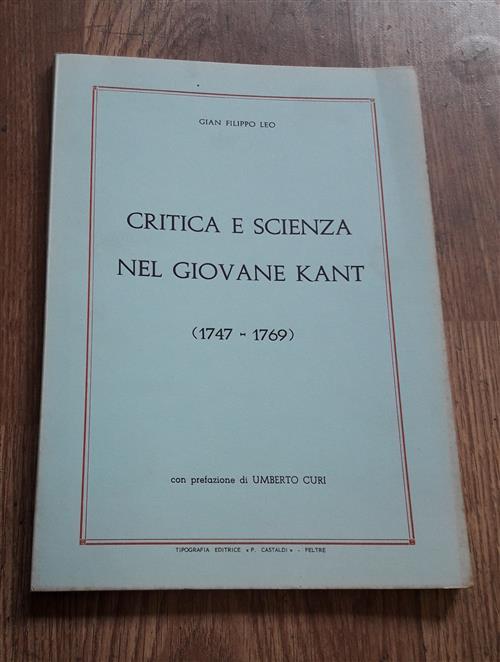 GIAN FILIPPO LEO
CRITICA E SCIENZA
NEL GIOVANE KANT
(1747 - 1769)
con prefazione di UMBERTO CURI
TIPOGRAFIA EDITRICE «P. CASTALDI» - FELTRE